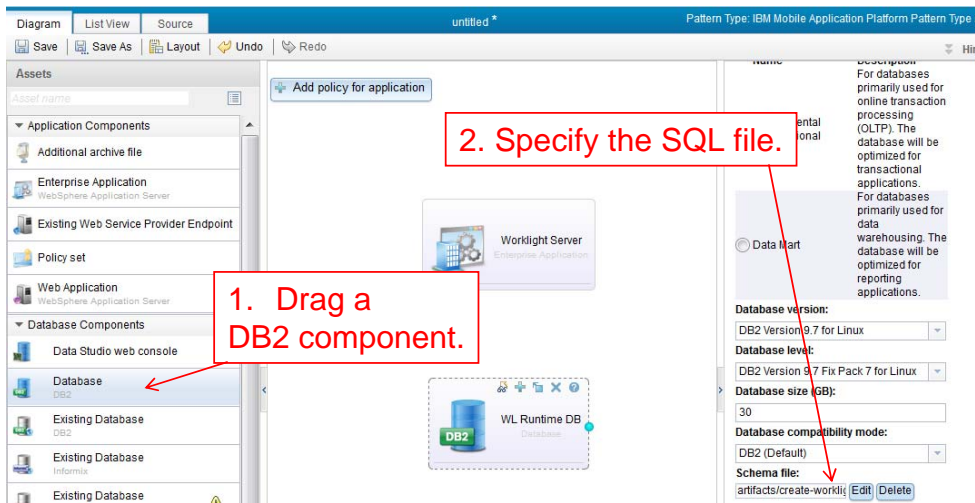 Diagram
List View
Source
untitled *
Pattern Type: IBM Mobile Application Platform Pattern Type
Save
Save As
Layout
Undo
Redo
Assets
Asset name
Add policy for application
Application Components
Additional archive file
Enterprise Application
WebSphere Application Server
Existing Web Service Provider Endpoint
Policy set
Web Application
WebSphere Application Server
Database Components
Data Studio web console
Database
DB2
Existing Database
DB2
Existing Database
Informix
Existing Database
1. Drag a
DB2 component.
2. Specify the SQL file.
Worklight Server
Enterprise Application
DB2
WL Runtime DB
Database
Name
Description
For databases
primarily used for
online transaction
processing
(OLTP). The
database will be
optimized for
transactional
applications.
For databases
primarily used for
data
Data Mart
warehousing. The
database will be
optimized for
reporting
applications.
Database version:
DB2 Version 9.7 for Linux
Database level:
DB2 Version 9.7 Fix Pack 7 for Linux
Database size (GB):
30
Database compatibility mode:
DB2 (Default)
Schema file:
artifacts/create-worklig
Edit
Delete